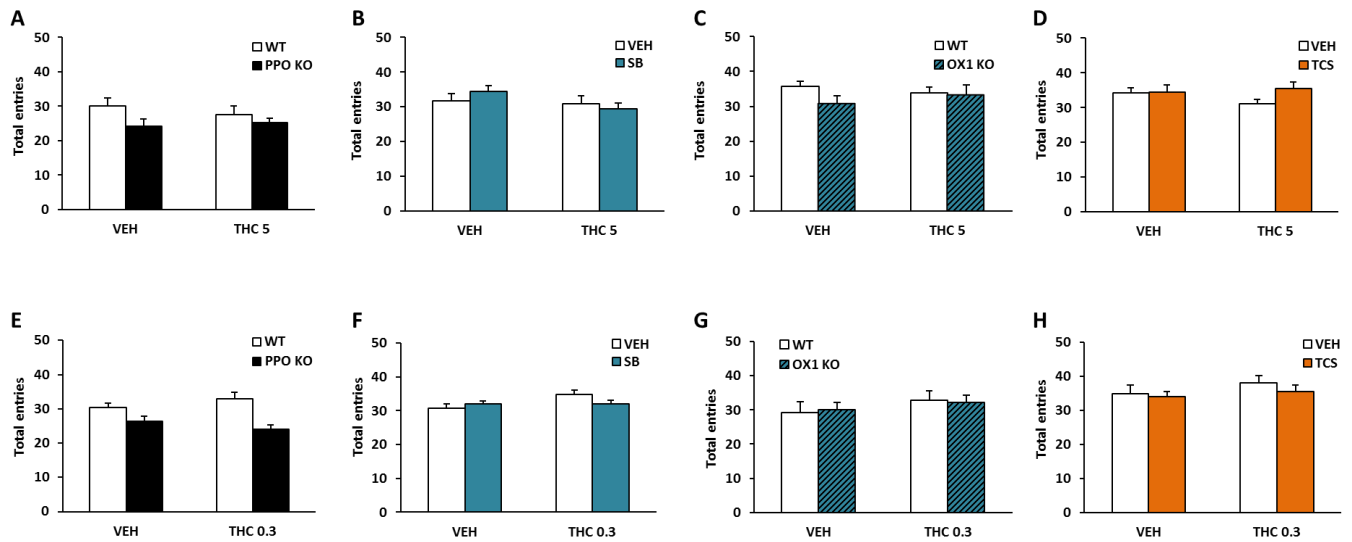 A
WT
PPO KO
Total entries
50
40
30
20
10
0
VEH
THC 5
B
VEH
SB
Total entries
50
40
30
20
10
0
VEH
THC 5
C
WT
OX1 KO
Total entries
50
40
30
20
10
0
VEH
THC 5
D
VEH
TCS
Total entries
50
40
30
20
10
0
VEH
THC 5
E
WT
PPO KO
Total entries
50
40
30
20
10
0
VEH
THC 0.3
F
VEH
SB
Total entries
50
40
30
20
10
0
VEH
THC 0.3
G
WT
OX1 KO
Total entries
50
40
30
20
10
0
VEH
THC 0.3
H
VEH
TCS
Total entries
50
40
30
20
10
0
VEH
THC 0.3